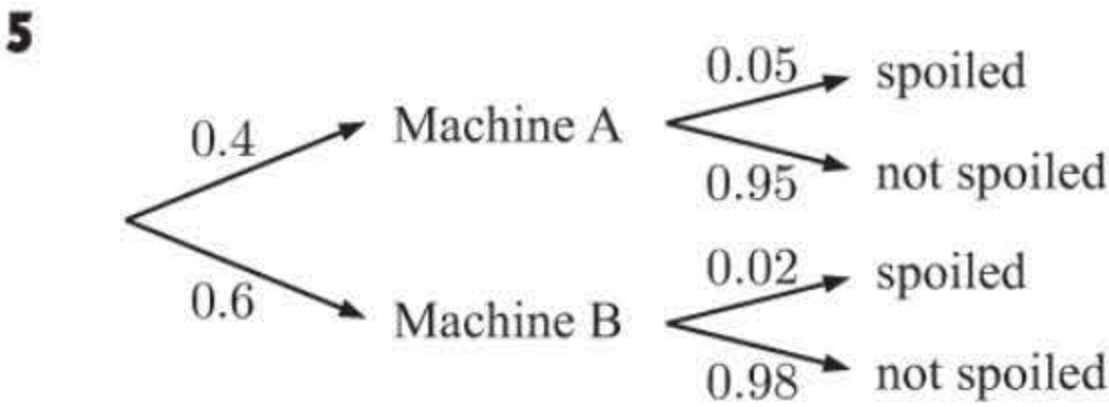 5
0.05 spoiled
0.4 Machine A
0.95 not spoiled
0.02 spoiled
0.6 Machine B
0.98 not spoiled